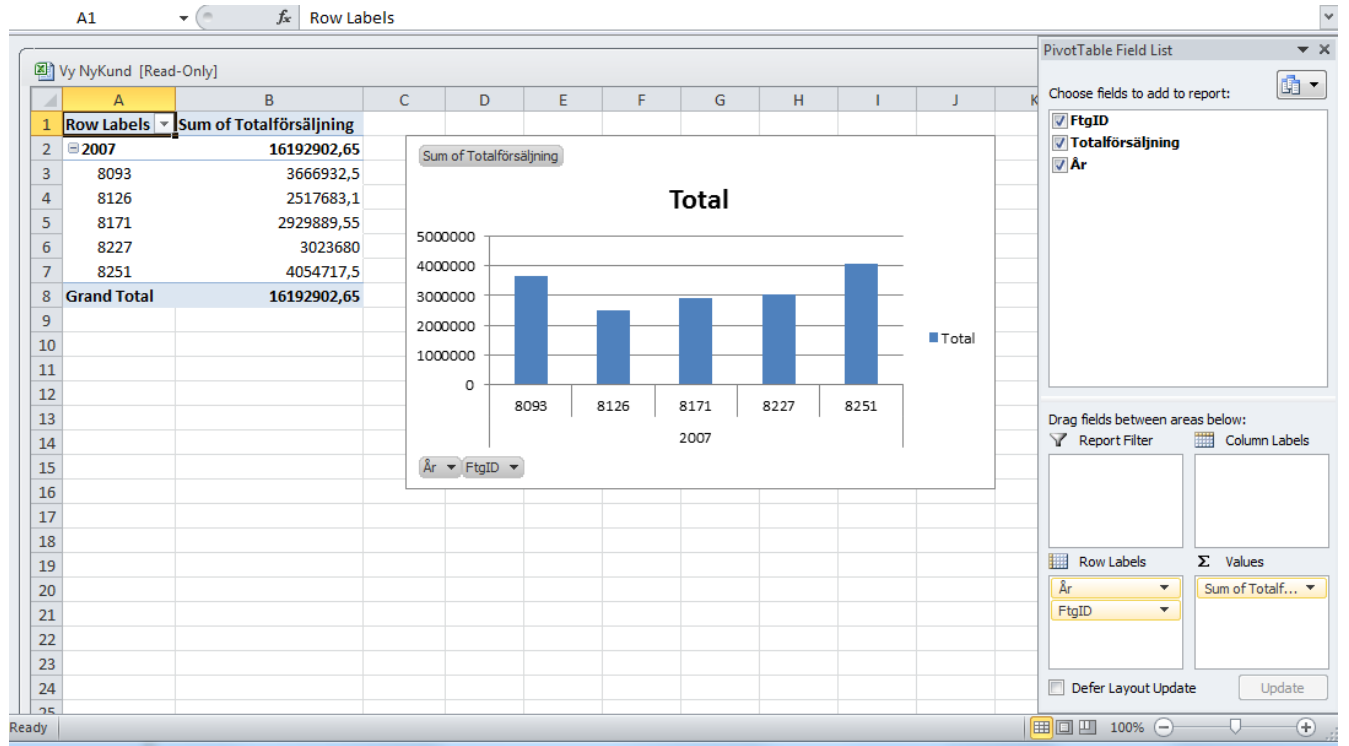 A1 fx Row Labels
Vy NyKund [Read-Only]
A B C D E F G H I J K
1 Row Labels Sum of Totalförsäljning
2 2007 16192902,65
3 8093 3666932,5
4 8126 2517683,1
5 8171 2929889,55
6 8227 3023680
7 8251 4054717,5
8 Grand Total 16192902,65
9
10
11
12
13
14
15
16
17
18
19
20
21
22
23
24
25
Sum of Totalförsäljning
Total
5000000
4000000
3000000
2000000
1000000
0
8093 8126 8171 8227 8251
2007
Total
År FtgID
PivotTable Field List
Choose fields to add to report:
FtgID
Totalförsäljning
År
Drag fields between areas below:
Report Filter Column Labels
Row Labels Σ Values
År Sum of Totalf...
FtgID
Defer Layout Update Update
Ready 100%